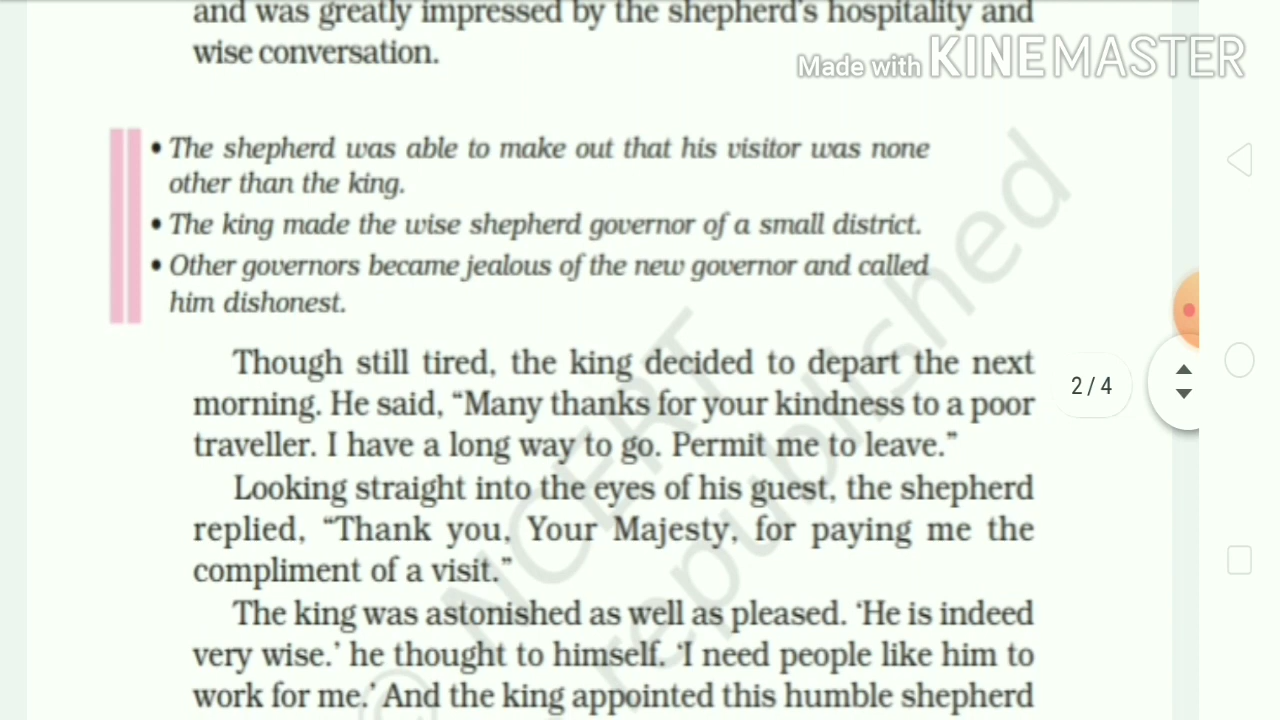 and was greatly impressed by the shepherd's hospitality and
wise conversation.
Made with KINEMASTER
• The shepherd was able to make out that his visitor was none
other than the king.
• The king made the wise shepherd governor of a small district.
• Other governors became jealous of the new governor and called
him dishonest.
Though still tired, the king decided to depart the next
morning. He said, “Many thanks for your kindness to a poor
traveller. I have a long way to go. Permit me to leave.”
2 / 4
Looking straight into the eyes of his guest, the shepherd
replied, “Thank you, Your Majesty, for paying me the
compliment of a visit.”
The king was astonished as well as pleased. ‘He is indeed
very wise.’ he thought to himself. ‘I need people like him to
work for me.’ And the king appointed this humble shepherd
© NCERT
republished